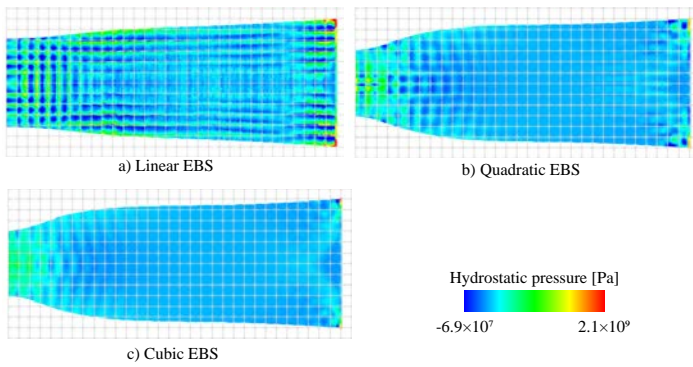 a) Linear EBS
b) Quadratic EBS
c) Cubic EBS
Hydrostatic pressure [Pa]
-6.9×10⁷ 2.1×10⁹